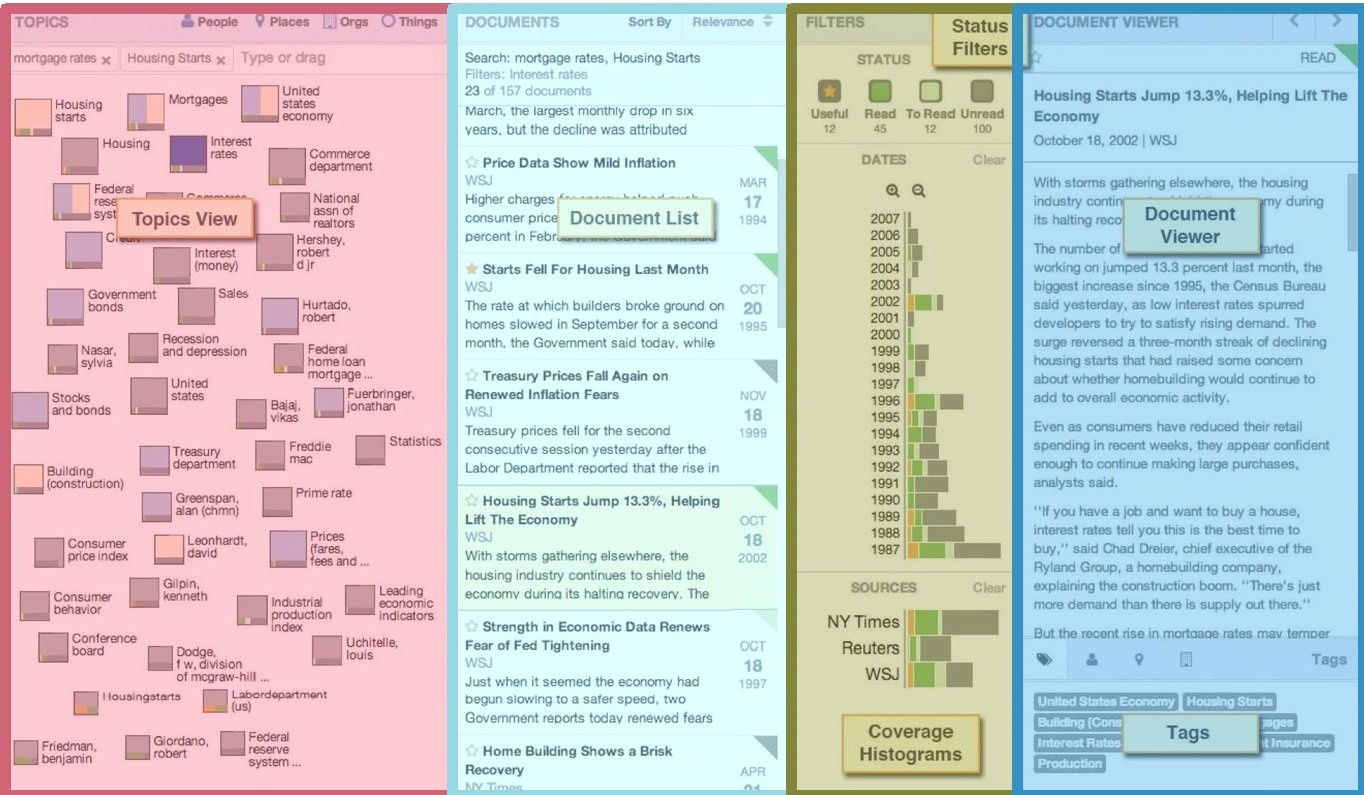 TOPICS
People Places Orgs Things
mortgage rates x Housing Starts x Type or drag
Housing
starts
Mortgages
United
states
economy
Housing
Interest
rates
Commerce
department
Federal
National
assn of
realtors
Topics View
Interest
(money)
Hershey,
robert
d jr
Government
bonds
Sales
Hurtado,
robert
Nasar,
sylvia
Recession
and depression
Federal
home loan
mortgage ...
Stocks
and bonds
United
states
Bajaj,
vikas
Fuerbringer,
jonathan
Treasury
department
Freddie
mac
Statistics
Building
(construction)
Greenspan,
alan (chmn)
Prime rate
Consumer
price index
Leonhardt,
david
Prices
(fares,
fees and ...
Consumer
behavior
Gilpin,
kenneth
Industrial
production
index
Leading
economic
indicators
Conference
board
Dodge,
f w, division
of mcgraw-hill ...
Uchitelle,
louis
Housingstarts
Labordepartment
(us)
Friedman,
benjamin
Giordano,
robert
Federal
reserve
system ...
DOCUMENTS Sort By Relevance
Search: mortgage rates, Housing Starts
Filters: Interest rates
23 of 157 documents
March, the largest monthly drop in six
years, but the decline was attributed
Price Data Show Mild Inflation
WSJ
MAR
17
1994
Higher charges
consumer price
percent in
Document List
Starts Fell For Housing Last Month
WSJ
OCT
20
1995
The rate at which builders broke ground on
homes slowed in September for a second
month, the Government said today, while
Treasury Prices Fall Again on
Renewed Inflation Fears
WSJ
NOV
18
1999
Treasury prices fell for the second
consecutive session yesterday after the
Labor Department reported that the rise in
Housing Starts Jump 13.3%, Helping
Lift The Economy
WSJ
OCT
18
2002
With storms gathering elsewhere, the
housing industry continues to shield the
economy during its halting recovery. The
Strength in Economic Data Renews
Fear of Fed Tightening
WSJ
OCT
18
1997
Just when it seemed the economy had
begun slowing to a safer speed, two
Government reports today renewed fears
Home Building Shows a Brisk
Recovery
NY Times
APR
FILTERS
Status
Filters
STATUS
Useful Read To Read Unread
12 45 12 100
DATES Clear
2007
2006
2005
2004
2003
2002
2001
2000
1999
1998
1997
1996
1995
1994
1993
1992
1991
1990
1989
1988
1987
SOURCES Clear
NY Times
Reuters
WSJ
Coverage
Histograms
DOCUMENT VIEWER
READ
Housing Starts Jump 13.3%, Helping Lift The
Economy
October 18, 2002 | WSJ
With storms gathering elsewhere, the housing
industry during
its halting
Document
Viewer
The number of
working on jumped 13.3 percent last month, the
biggest increase since 1995, the Census Bureau
said yesterday, as low interest rates spurred
developers to try to satisfy rising demand. The
surge reversed a three-month streak of declining
housing starts that had raised some concern
about whether homebuilding would continue to
add to overall economic activity.
Even as consumers have reduced their retail
spending in recent weeks, they appear confident
enough to continue making large purchases,
analysts said.
''If you have a job and want to buy a house,
interest rates tell you this is the best time to
buy,'' said Chad Dreier, chief executive of the
Ryland Group, a homebuilding company,
explaining the construction boom. ''There's just
more demand than there is supply out there.''
But the recent rise in mortgage rates may temper
Tags
United States Economy Housing Starts
Building
Interest Rates Insurance
Production
Tags